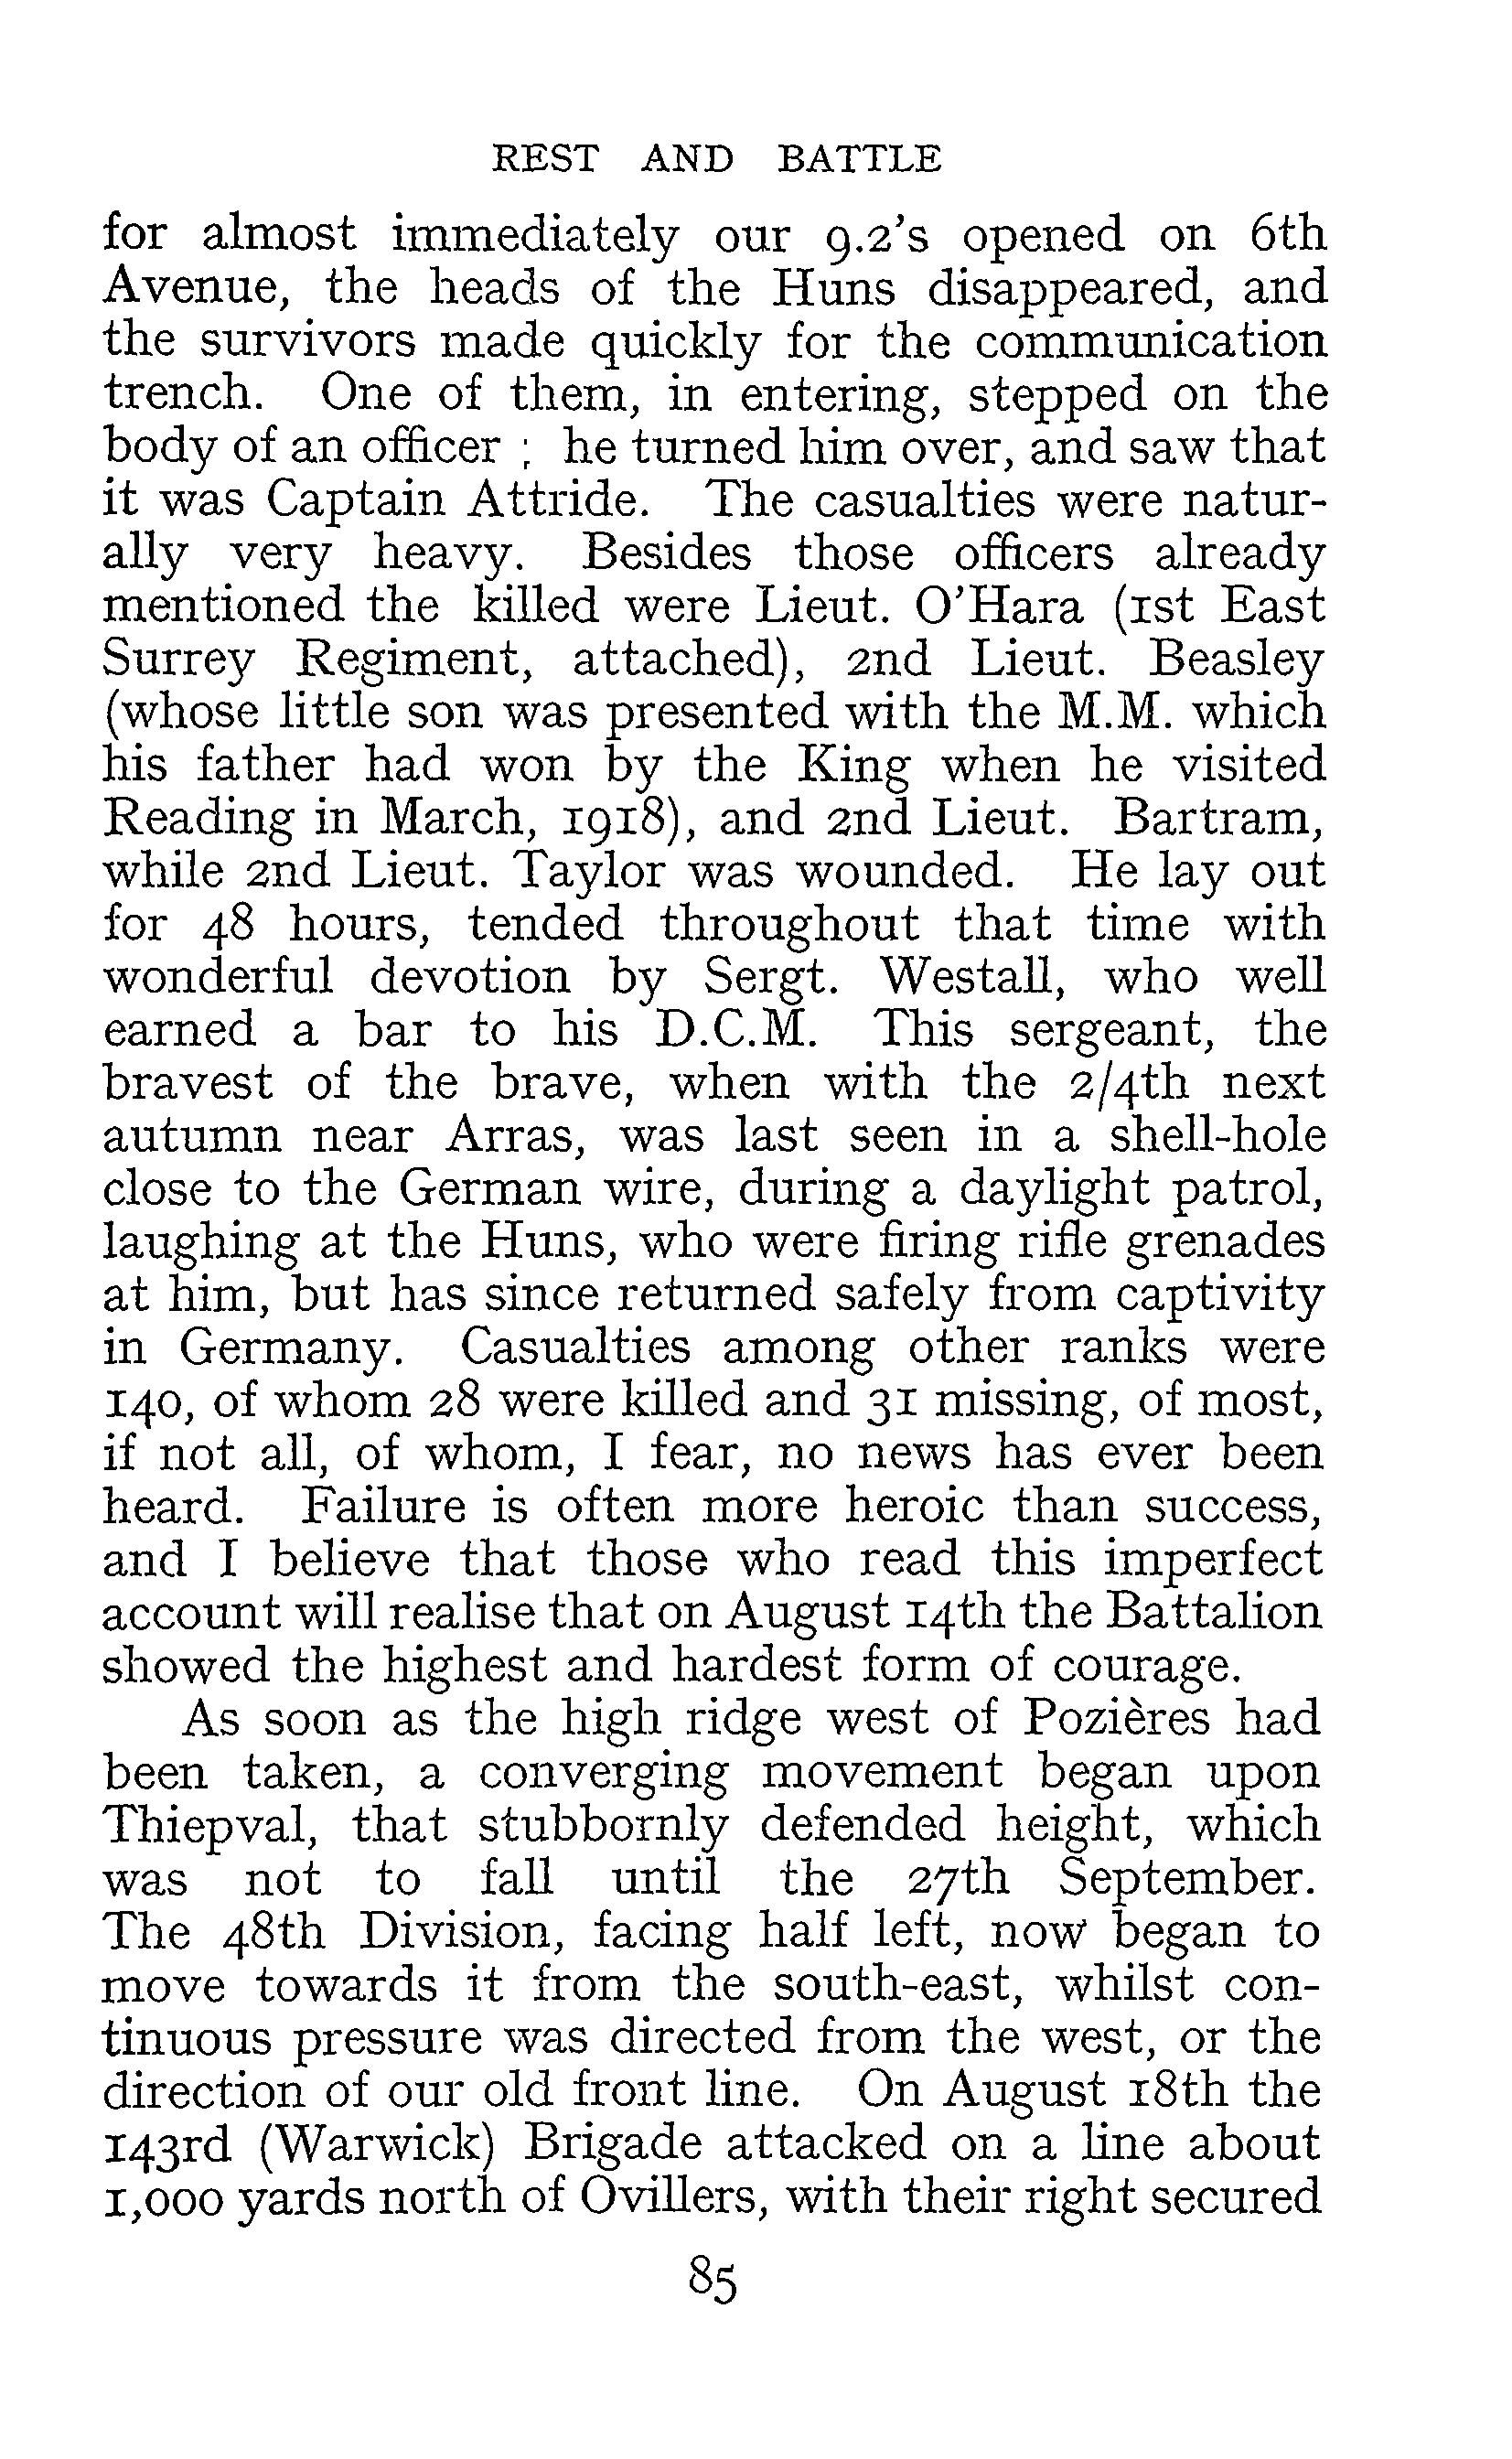 REST AND BATTLE
for almost immediately our 9.2's opened on 6th
Avenue, the heads of the Huns disappeared, and
the survivors made quickly for the communication
trench. One of them, in entering, stepped on the
body of an officer ; he turned him over, and saw that
it was Captain Attride. The casualties were natur-
ally very heavy. Besides those officers already
mentioned the killed were Lieut. O'Hara (1st East
Surrey Regiment, attached), 2nd Lieut. Beasley
(whose little son was presented with the M.M. which
his father had won by the King when he visited
Reading in March, 1918), and 2nd Lieut. Bartram,
while 2nd Lieut. Taylor was wounded. He lay out
for 48 hours, tended throughout that time with
wonderful devotion by Sergt. Westall, who well
earned a bar to his D.C.M. This sergeant, the
bravest of the brave, when with the 2/4th next
autumn near Arras, was last seen in a shell-hole
close to the German wire, during a daylight patrol,
laughing at the Huns, who were firing rifle grenades
at him, but has since returned safely from captivity
in Germany. Casualties among other ranks were
140, of whom 28 were killed and 31 missing, of most,
if not all, of whom, I fear, no news has ever been
heard. Failure is often more heroic than success,
and I believe that those who read this imperfect
account will realise that on August 14th the Battalion
showed the highest and hardest form of courage.
As soon as the high ridge west of Pozières had
been taken, a converging movement began upon
Thiepval, that stubbornly defended height, which
was not to fall until the 27th September.
The 48th Division, facing half left, now began to
move towards it from the south-east, whilst con-
tinuous pressure was directed from the west, or the
direction of our old front line. On August 18th the
143rd (Warwick) Brigade attacked on a line about
1,000 yards north of Ovillers, with their right secured
85